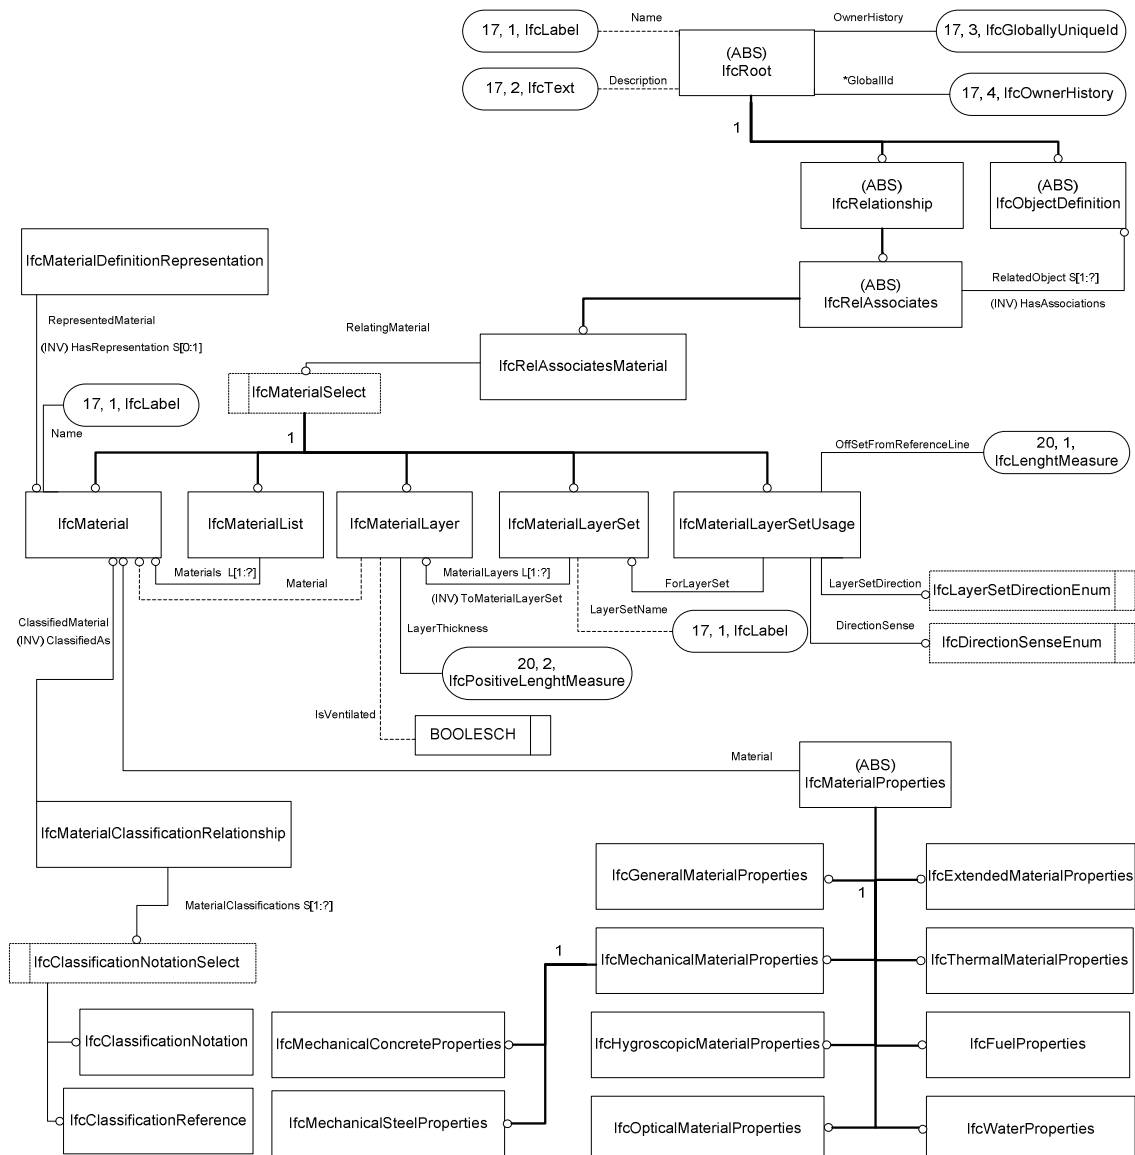 Name
OwnerHistory
17, 1, IfcLabel
17, 3, IfcGloballyUniqueId
(ABS)
IfcRoot
Description
*GlobalId
17, 2, IfcText
17, 4, IfcOwnerHistory
1
(ABS)
IfcRelationship
(ABS)
IfcObjectDefinition
IfcMaterialDefinitionRepresentation
(ABS)
IfcRelAssociates
RelatedObject S[1:?]
(INV) HasAssociations
RepresentedMaterial
(INV) HasRepresentation S[0:1]
RelatingMaterial
IfcRelAssociatesMaterial
IfcMaterialSelect
17, 1, IfcLabel
Name
1
OffSetFromReferenceLine
20, 1,
IfcLenghtMeasure
IfcMaterial
IfcMaterialList
IfcMaterialLayer
IfcMaterialLayerSet
IfcMaterialLayerSetUsage
Materials L[1:?]
Material
MaterialLayers L[1:?]
(INV) ToMaterialLayerSet
ForLayerSet
LayerSetDirection
IfcLayerSetDirectionEnum
LayerSetName
17, 1, IfcLabel
DirectionSense
IfcDirectionSenseEnum
ClassifiedMaterial
(INV) ClassifiedAs
LayerThickness
20, 2,
IfcPositiveLenghtMeasure
IsVentilated
BOOLESCH
Material
(ABS)
IfcMaterialProperties
IfcMaterialClassificationRelationship
MaterialClassifications S[1:?]
IfcGeneralMaterialProperties
1
IfcExtendedMaterialProperties
IfcClassificationNotationSelect
1
IfcMechanicalMaterialProperties
IfcThermalMaterialProperties
IfcClassificationNotation
IfcMechanicalConcreteProperties
IfcHygroscopicMaterialProperties
IfcFuelProperties
IfcClassificationReference
IfcMechanicalSteelProperties
IfcOpticalMaterialProperties
IfcWaterProperties